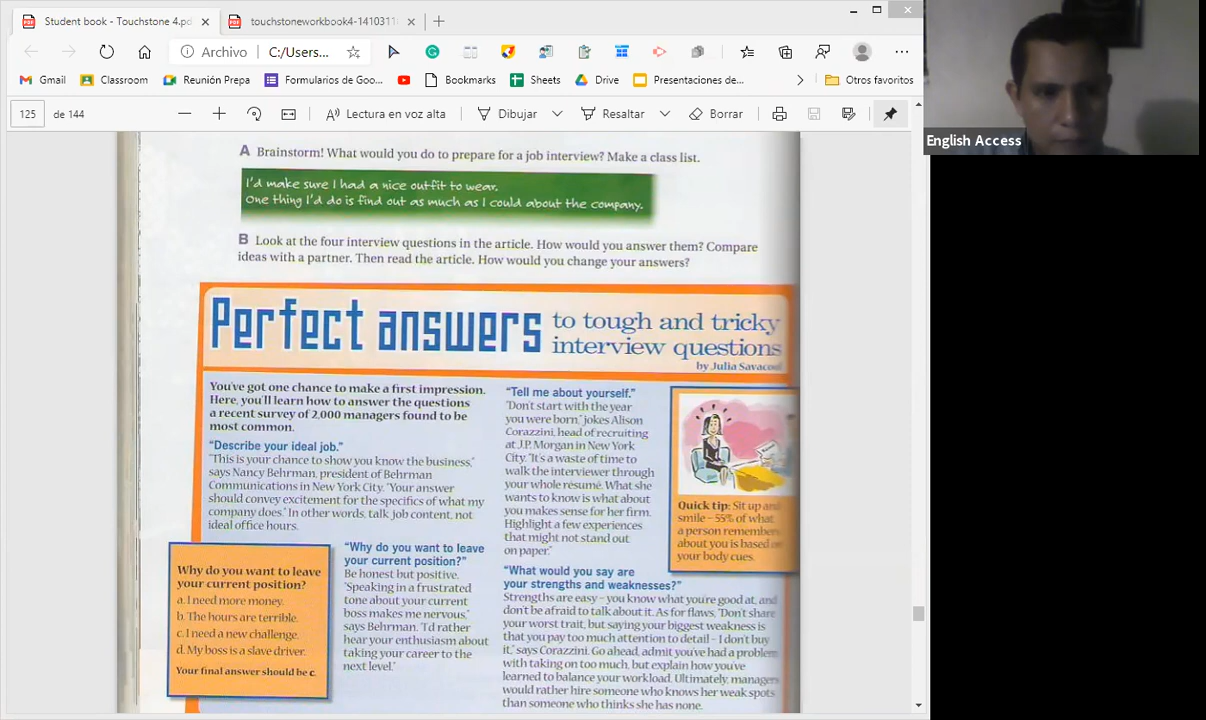 Student book - Touchstone 4.pd
touchstoneworkbook4-1410311
Archivo
C:/Users...
Gmail
Classroom
Reunión Prepa
Formularios de Goo...
Bookmarks
Sheets
Drive
Presentaciones de...
Otros favoritos
125 de 144
Lectura en voz alta
Dibujar
Resaltar
Borrar
English Access
A Brainstorm! What would you do to prepare for a job interview? Make a class list.
I'd make sure I had a nice outfit to wear.
One thing I'd do is find out as much as I could about the company.
B Look at the four interview questions in the article. How would you answer them? Compare
ideas with a partner. Then read the article. How would you change your answers?
Perfect answers
to tough and tricky
interview questions
by Julia Savacoo
You've got one chance to make a first impression.
Here, you'll learn how to answer the questions
a recent survey of 2,000 managers found to be
most common.
"Describe your ideal job."
"This is your chance to show you know the business,"
says Nancy Behrman, president of Behrman
Communications in New York City. "Your answer
should convey excitement for the specifics of what my
company does." In other words, talk job content, not
ideal office hours.
Why do you want to leave
your current position?
a. I need more money.
b. The hours are terrible.
c. I need a new challenge.
d. My boss is a slave driver.
Your final answer should be c.
"Why do you want to leave
your current position?"
Be honest but positive.
"Speaking in a frustrated
tone about your current
boss makes me nervous,"
says Behrman. "I'd rather
hear your enthusiasm about
taking your career to the
next level."
"Tell me about yourself."
"Don't start with the year
you were born," jokes Alison
Corazzini, head of recruiting
at J.P. Morgan in New York
City. "It's a waste of time to
walk the interviewer through
your whole résumé. What she
wants to know is what about
you makes sense for her firm.
Highlight a few experiences
that might not stand out
on paper."
"What would you say are
your strengths and weaknesses?"
Strengths are easy – you know what you're good at, and
don't be afraid to talk about it. As for flaws, "Don't share
your worst trait, but saying your biggest weakness is
that you pay too much attention to detail – I don't buy
it," says Corazzini. Go ahead, admit you've had a problem
with taking on too much, but explain how you've
learned to balance your workload. Ultimately, managers
would rather hire someone who knows her weak spots
than someone who thinks she has none.
Quick tip: Sit up and
smile – 55% of what
a person remembers
about you is based on
your body cues.